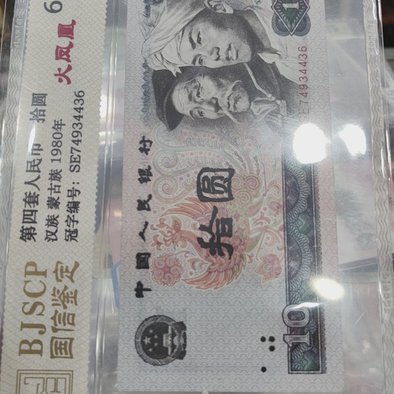 BJSCP
国信鉴定
第四套人民币 拾圆
汉族 蒙古族 1980年
冠字编号: SE74934436
火凤凰
6
中国人民银行
拾圆
SE74934436
10